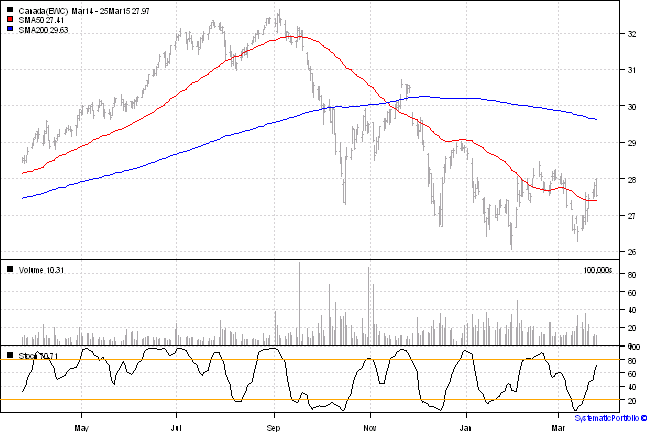 Canada(EWC) Mar14 - 25Mar15 27.97
SMA50 27.41
SMA200 29.63
32
31
30
29
28
27
26
Volume 10.31
100,000s
80
60
40
20
0
Stoch 70.71
100
80
60
40
20
May
Jul
Sep
Nov
Jan
Mar
SystematicPortfolio ©